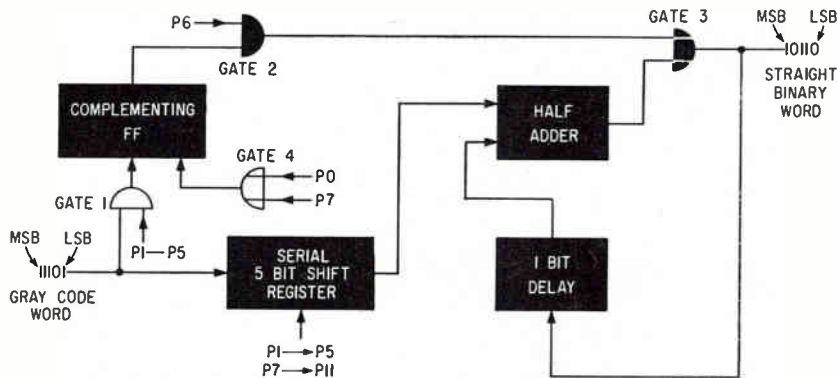 P6
GATE 2
GATE 3
MSB LSB
10110
STRAIGHT
BINARY
WORD
COMPLEMENTING
FF
HALF
ADDER
GATE 4
P0
P7
GATE 1
P1—P5
MSB LSB
11101
GRAY CODE
WORD
SERIAL
5 BIT SHIFT
REGISTER
1 BIT
DELAY
P1→P5
P7→P11